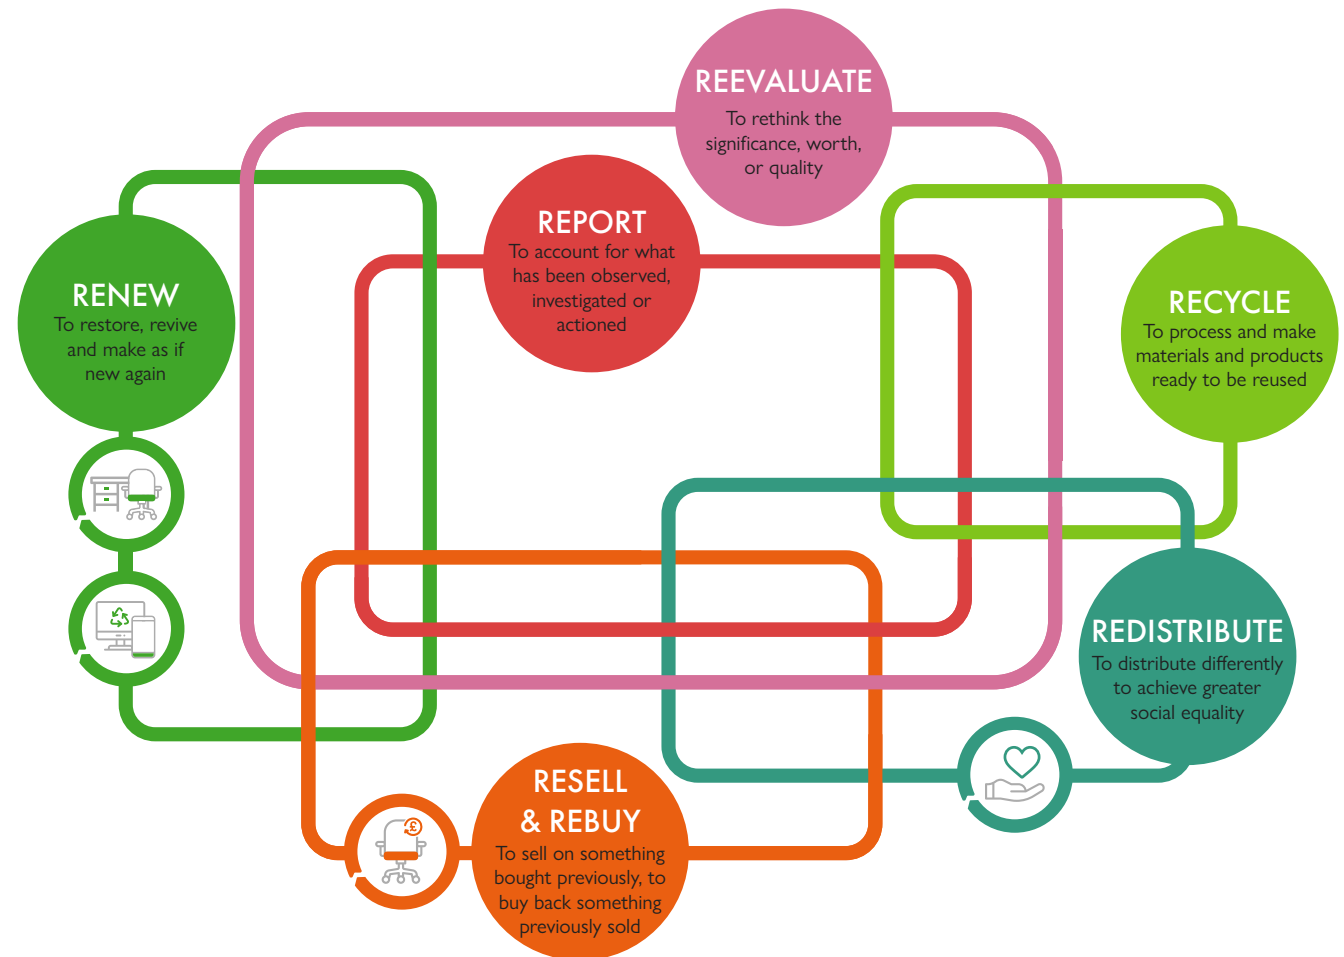 REEVALUATE
To rethink the
significance, worth,
or quality
REPORT
To account for what
has been observed,
investigated or
actioned
RENEW
To restore, revive
and make as if
new again
RECYCLE
To process and make
materials and products
ready to be reused
REDISTRIBUTE
To distribute differently
to achieve greater
social equality
RESELL
& REBUY
To sell on something
bought previously, to
buy back something
previously sold
£